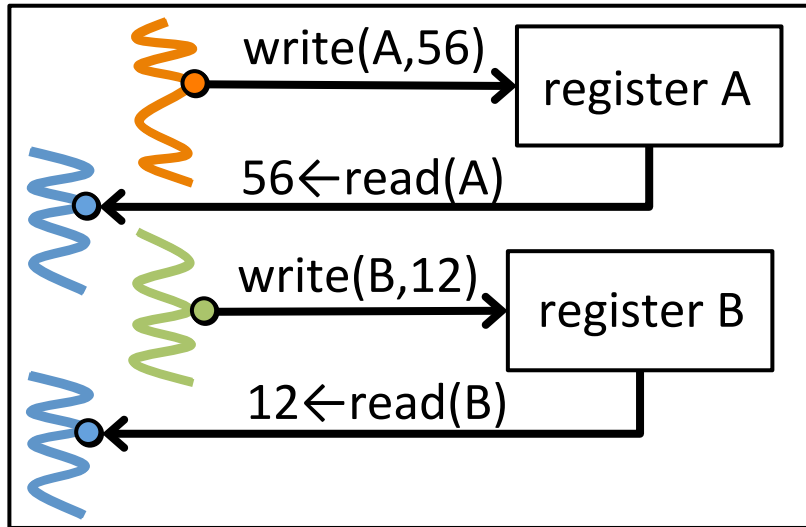 write(A,56)
register A
56←read(A)
write(B,12)
register B
12←read(B)